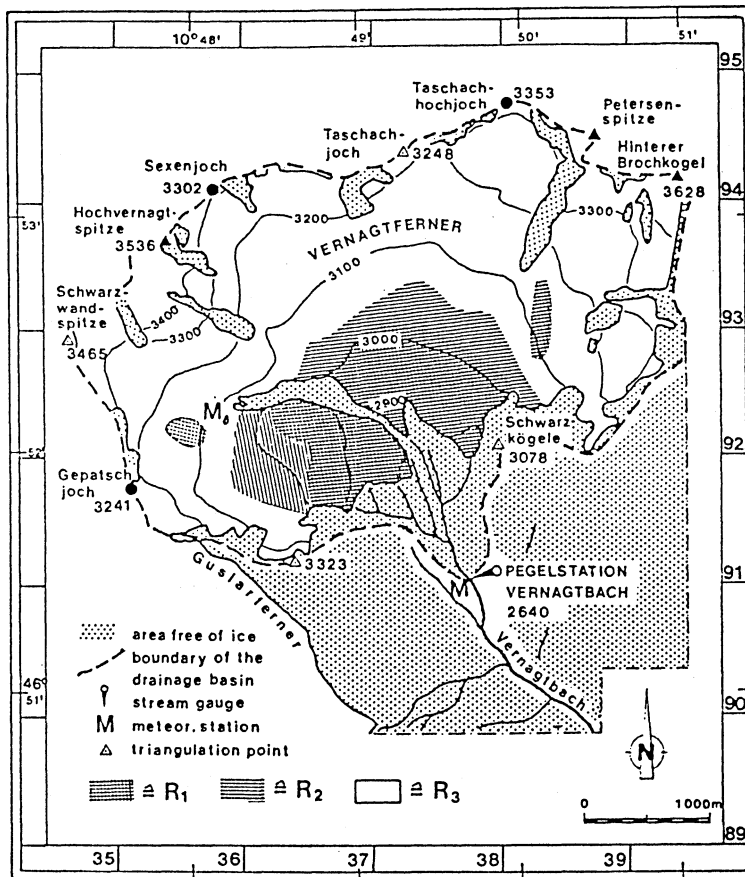 10°48'
49'
50'
51'
95
Taschach-
hochjoch
3353
Petersen-
spitze
Taschach-
joch
3248
Hinterer
Brochkogel
3628
Sexenjoch
3302
94
53'
Hochvernagt-
spitze
3536
3200
VERNAGTFERNER
3300
3100
Schwarz-
wand-
spitze
3465
3400
3300
93
3000
M
Schwarz-
kögele
3078
92
52'
Gepatsch
joch
3241
3323
PEGELSTATION
VERNAGTBACH
2640
M
91
Guslarferner
Vernagtbach
area free of ice
boundary of the
drainage basin
stream gauge
M meteor. station
triangulation point
46°
51'
90
N
≙ R1 ≙ R2 ≙ R3
0 1000m
89
35 36 37 38 39